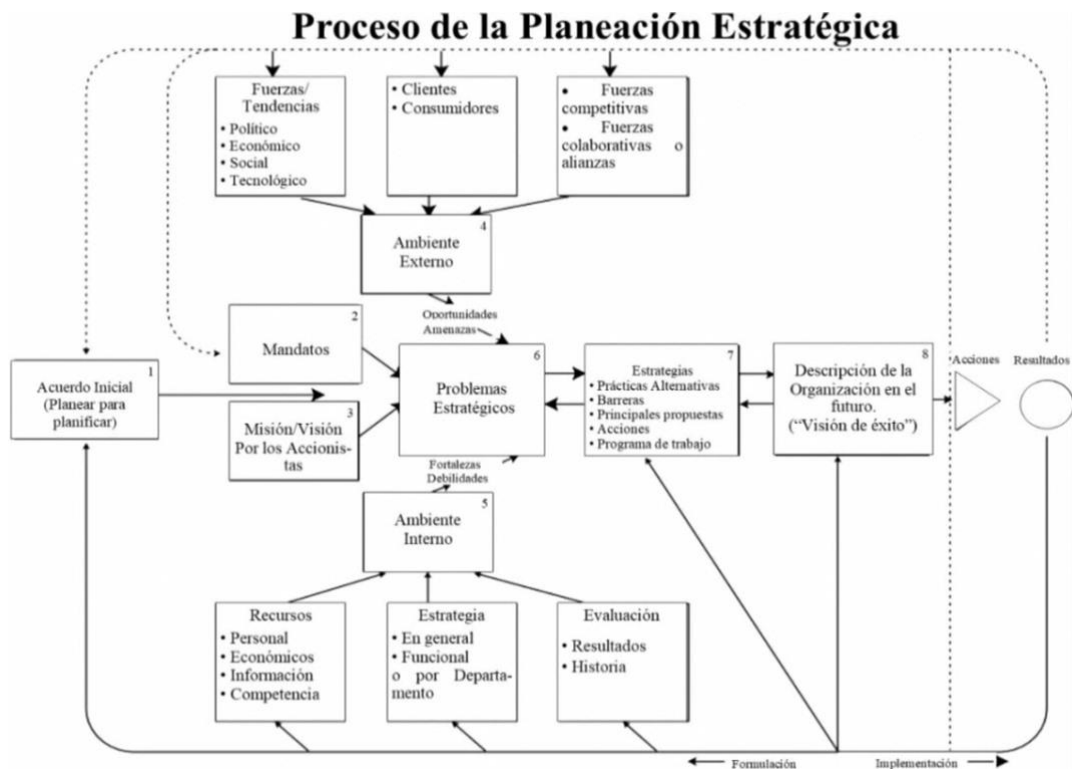 Proceso de la Planeación Estratégica
Fuerzas/
Tendencias
• Político
• Económico
• Social
• Tecnológico
• Clientes
• Consumidores
• Fuerzas
competitivas
• Fuerzas
colaborativas o
alianzas
4
Ambiente
Externo
Oportunidades
Amenazas
2
Mandatos
1
Acuerdo Inicial
(Planear para
planificar)
3
Misión/Visión
Por los Accionis-
tas
6
Problemas
Estratégicos
7
Estrategias
• Prácticas Alternativas
• Barreras
• Principales propuestas
• Acciones
• Programa de trabajo
8
Descripción de la
Organización en el
futuro.
(“Visión de éxito”)
Acciones
Resultados
Fortalezas
Debilidades
5
Ambiente
Interno
Recursos
• Personal
• Económicos
• Información
• Competencia
Estrategia
• En general
• Funcional
o por Departa-
mento
Evaluación
• Resultados
• Historia
Formulación
Implementación